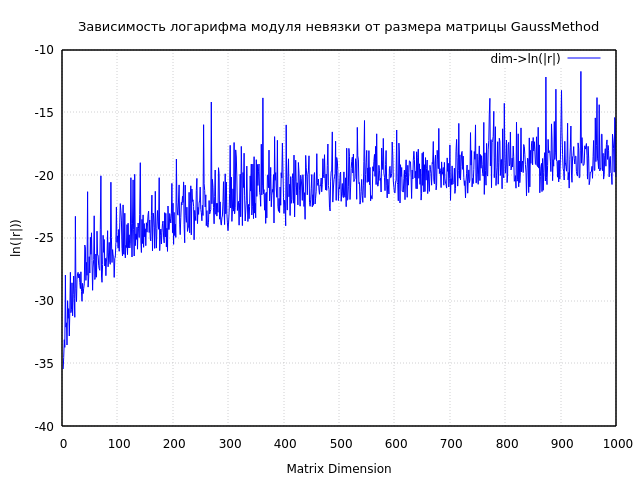 Зависимость логарифма модуля невязки от размера матрицы GaussMethod
dim->ln(|r|)
-10
-15
-20
-25
-30
-35
-40
ln(|r|)
0 100 200 300 400 500 600 700 800 900 1000
Matrix Dimension